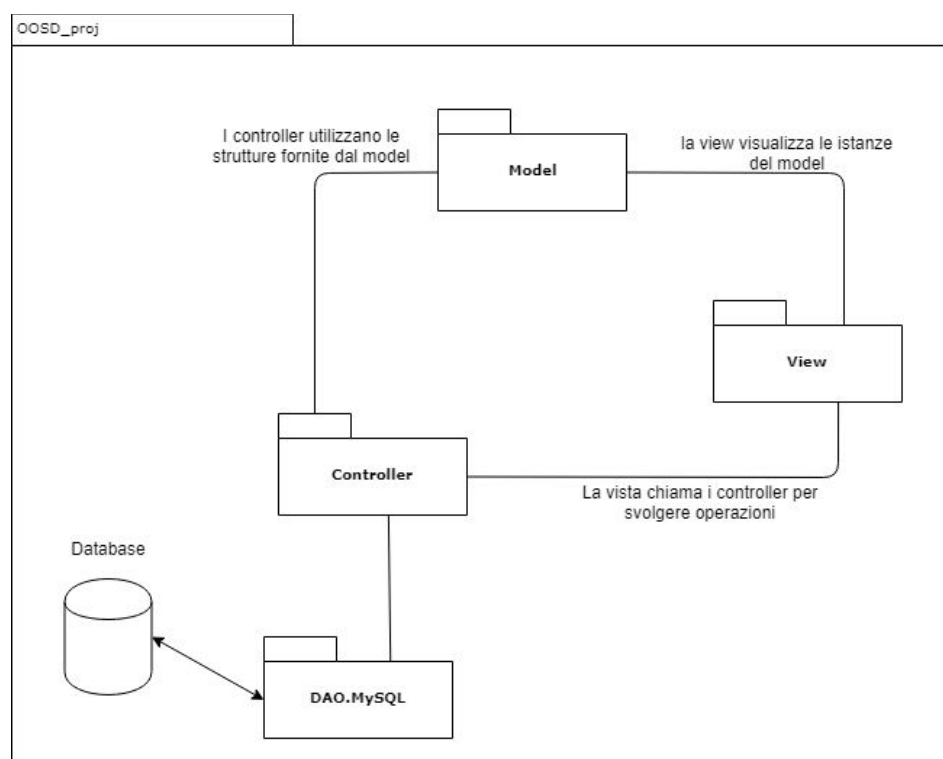 OOSD_proj
I controller utilizzano le
strutture fornite dal model
Model
la view visualizza le istanze
del model
View
Controller
La vista chiama i controller per
svolgere operazioni
Database
DAO.MySQL